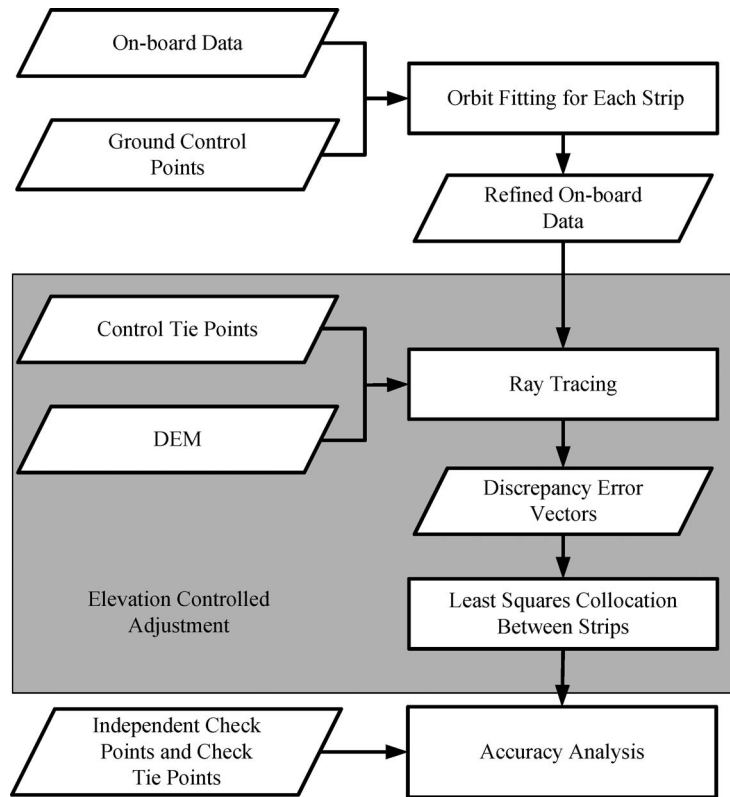 On-board Data
Orbit Fitting for Each Strip
Ground Control
Points
Refined On-board
Data
Control Tie Points
Ray Tracing
DEM
Discrepancy Error
Vectors
Elevation Controlled
Adjustment
Least Squares Collocation
Between Strips
Independent Check
Points and Check
Tie Points
Accuracy Analysis